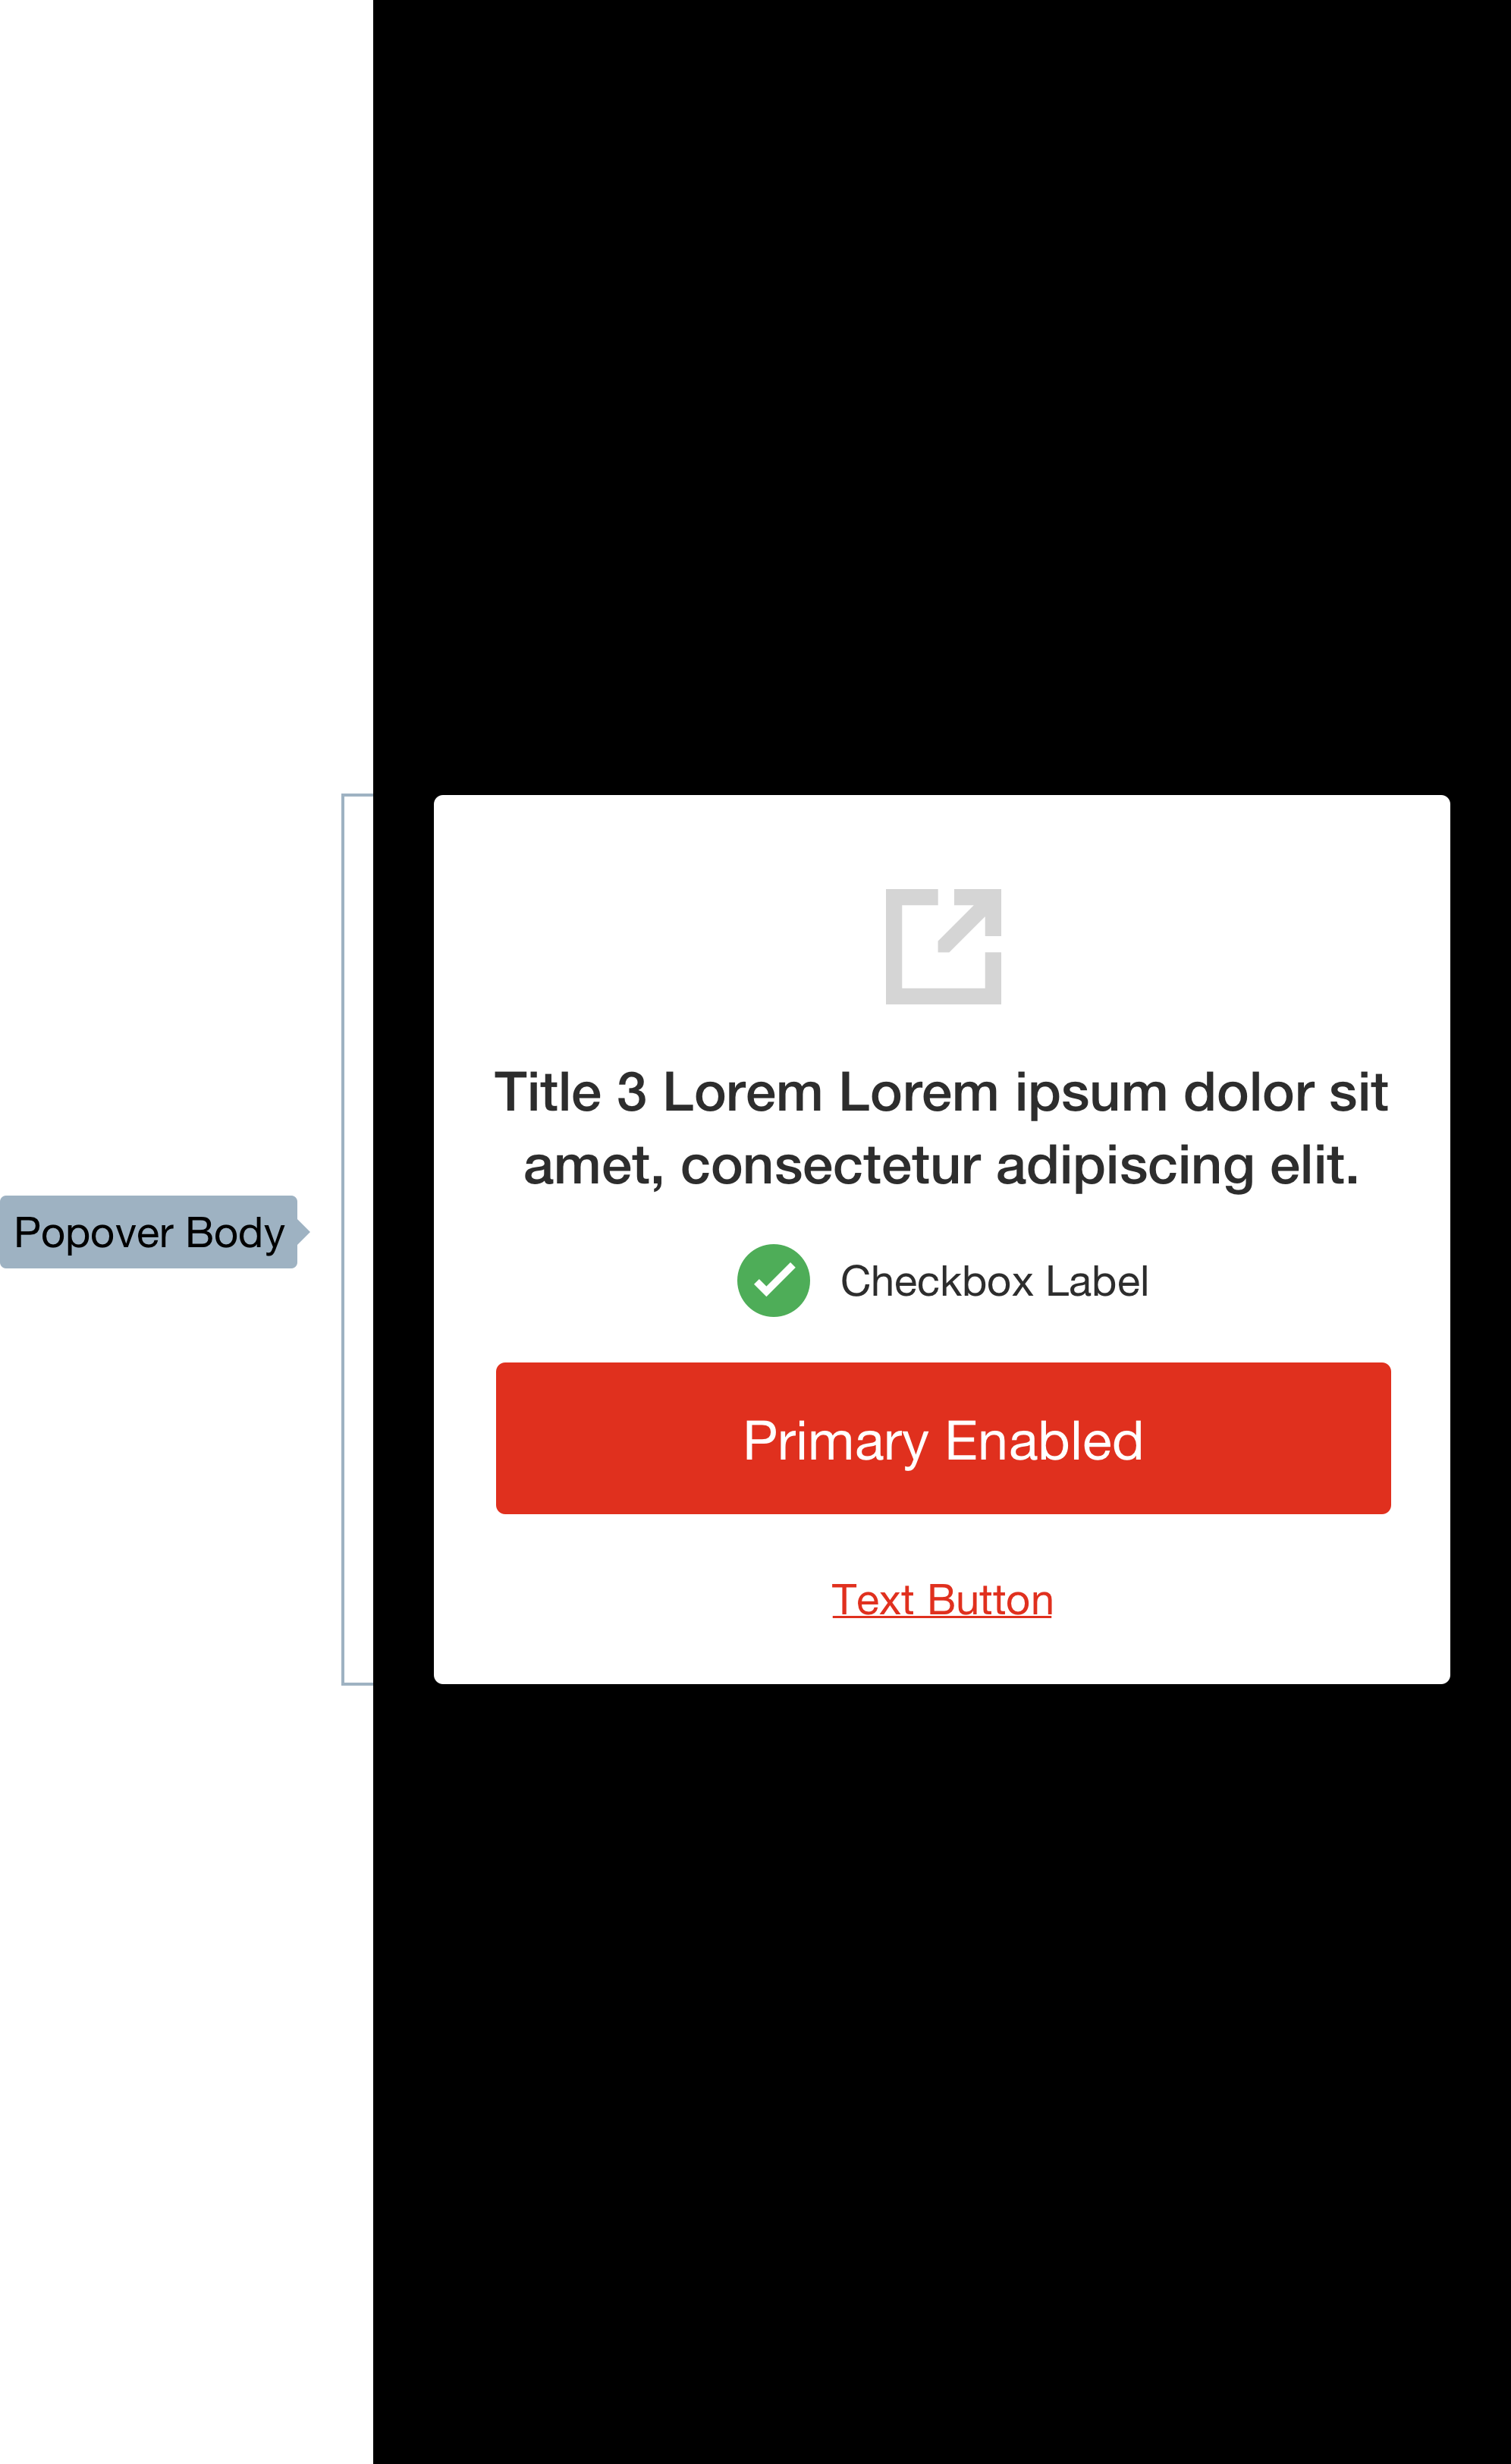 Title 3 Lorem Lorem ipsum dolor sit
amet, consectetur adipiscing elit.
Popover Body
Checkbox Label
Primary Enabled
Text Button